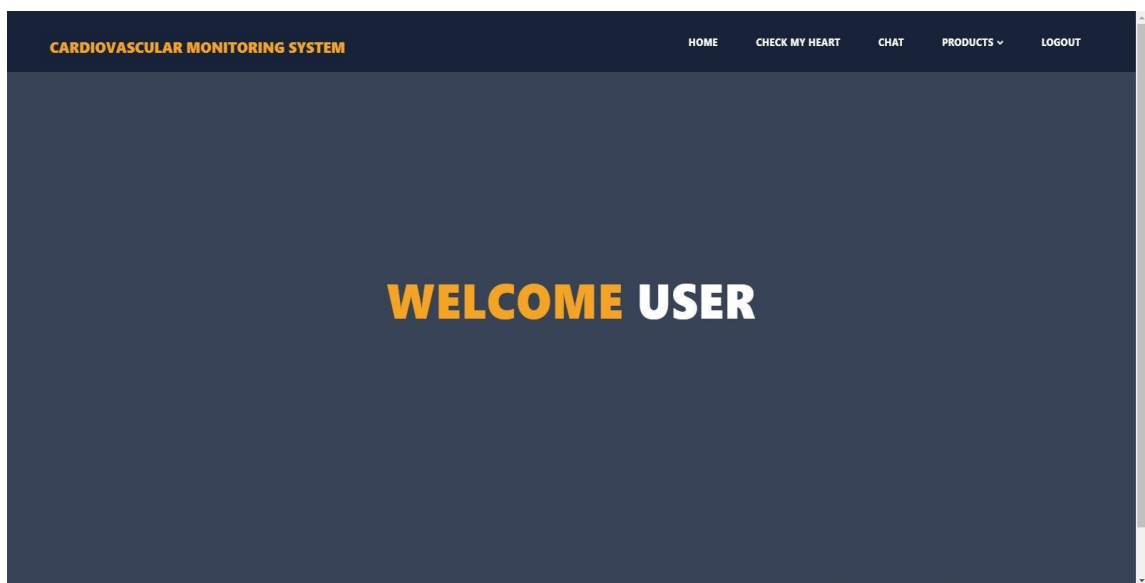 CARDIOVASCULAR MONITORING SYSTEM
HOME CHECK MY HEART CHAT PRODUCTS LOGOUT
WELCOME USER